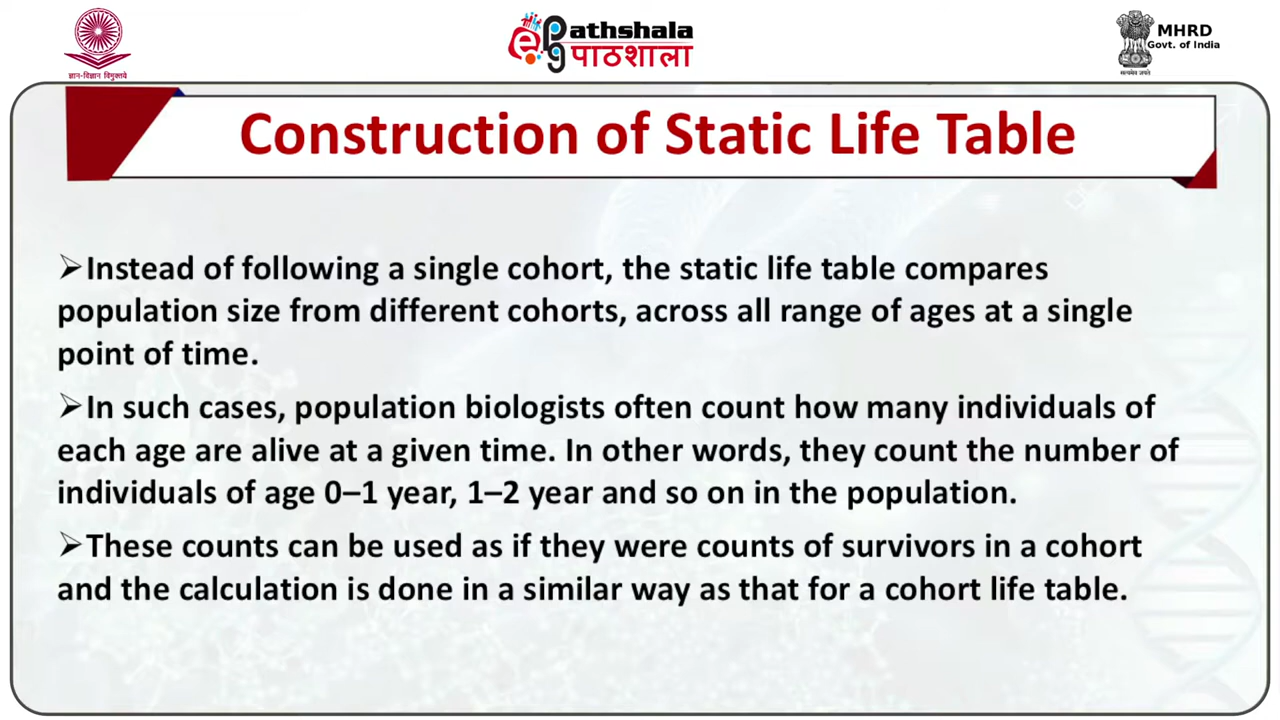 ज्ञान-विज्ञान विमुक्तये
e pg Pathshala
पाठशाला
MHRD
Govt. of India
सत्यमेव जयते
Construction of Static Life Table
➢Instead of following a single cohort, the static life table compares
population size from different cohorts, across all range of ages at a single
point of time.
➢In such cases, population biologists often count how many individuals of
each age are alive at a given time. In other words, they count the number of
individuals of age 0–1 year, 1–2 year and so on in the population.
➢These counts can be used as if they were counts of survivors in a cohort
and the calculation is done in a similar way as that for a cohort life table.